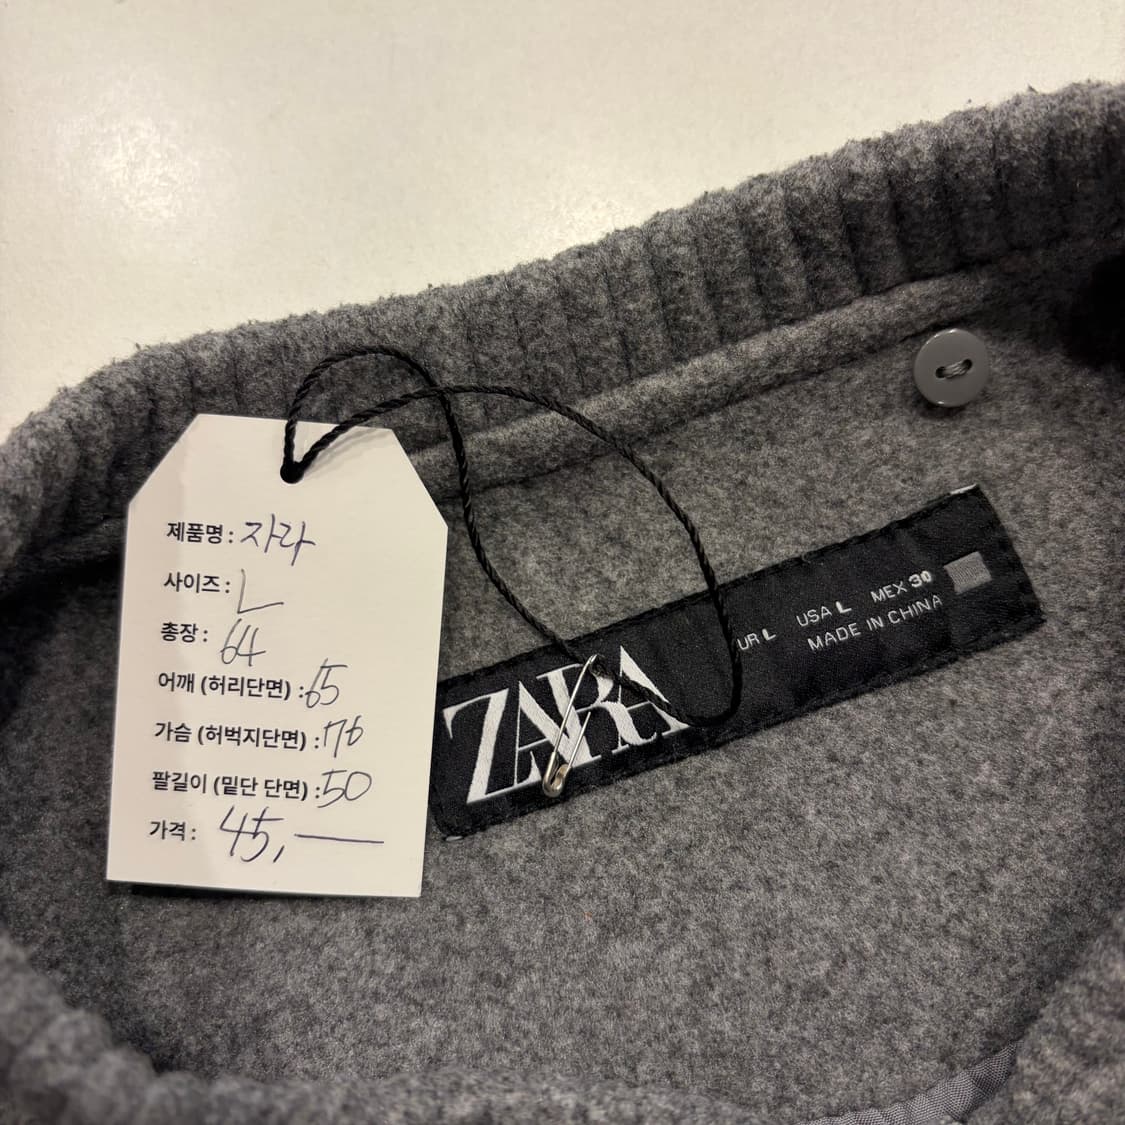 제품명 : 자라
사이즈 : L
총장 : 64
어깨 (허리단면) : 65
가슴 (허벅지단면) : 76
팔길이 (밑단 단면) : 50
가격 : 45,—
ZARA
UR L USA L MEX 30
MADE IN CHINA